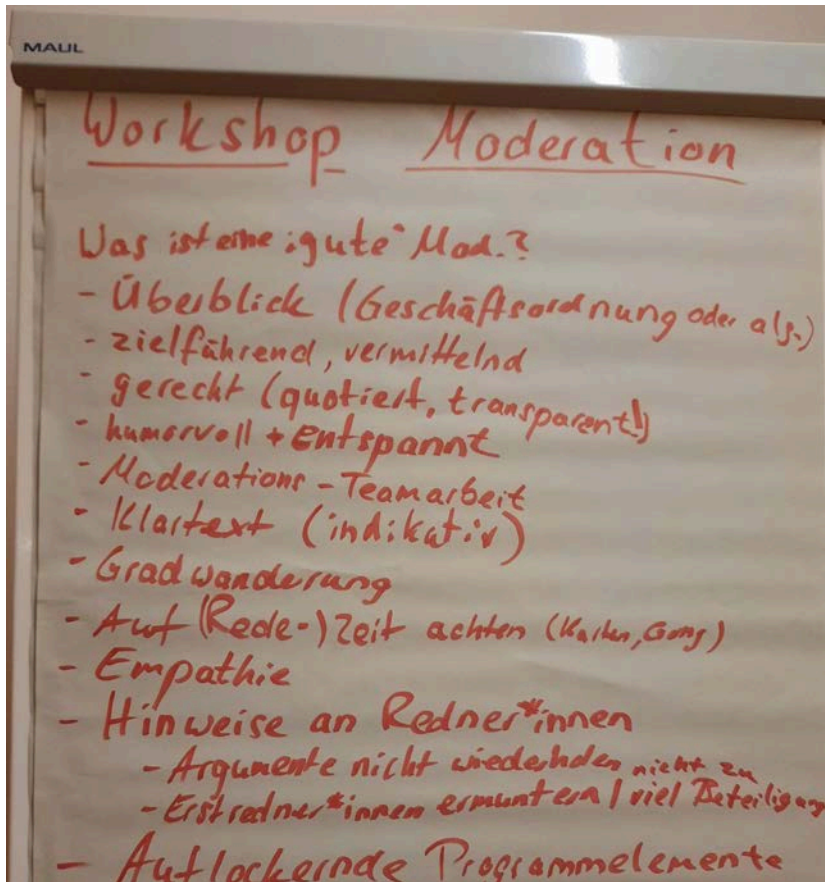 MAUL
Workshop Moderation
Was ist eine "gute" Mod.?
- Überblick (Geschäftsordnung oder als.)
- zielführend, vermittelnd
- gerecht (quotiert, transparent!)
- humorvoll + Entspannt
- Moderations - Teamarbeit
- Klartext (indikativ)
- Gradwanderung
- Auf (Rede-) Zeit achten (Karten, Gong)
- Empathie
- Hinweise an Redner*innen
- Argumente nicht wiederholen nicht zu
- Erstredner*innen ermuntern / viel Beteiligung
- Auflockernde Programmelemente